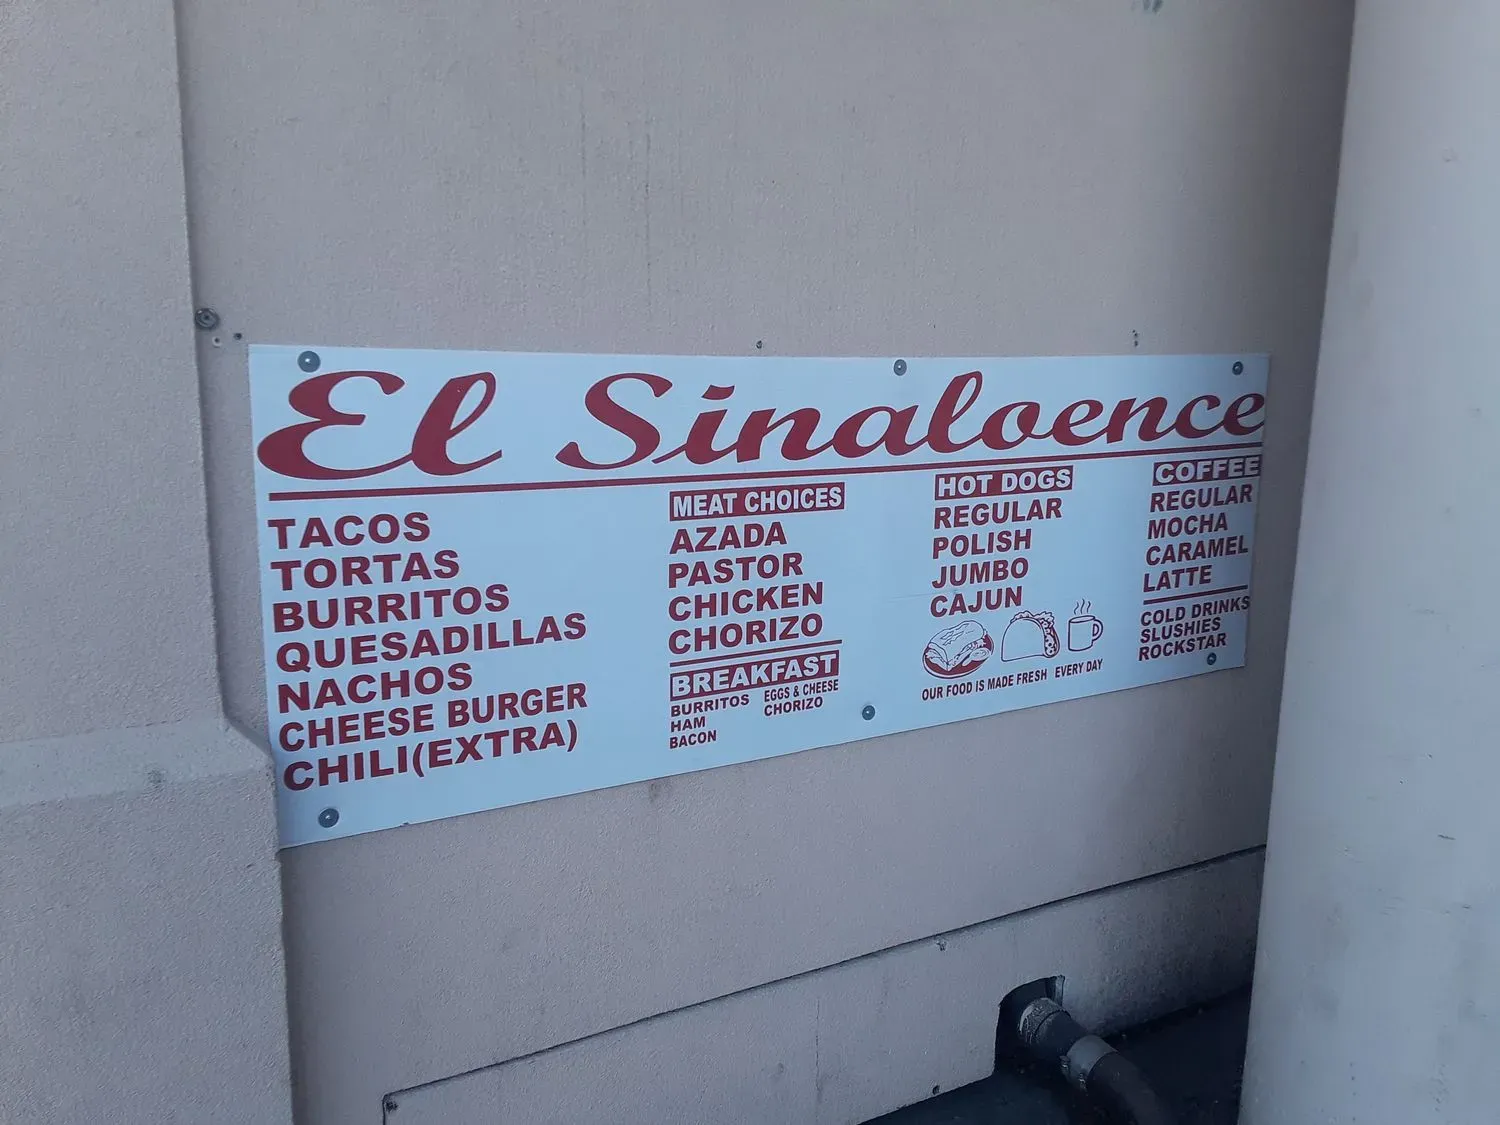 El Sinaloence
TACOS
TORTAS
BURRITOS
QUESADILLAS
NACHOS
CHEESE BURGER
CHILI(EXTRA)
MEAT CHOICES
AZADA
PASTOR
CHICKEN
CHORIZO
BREAKFAST
BURRITOS
HAM
BACON
EGGS & CHEESE
CHORIZO
HOT DOGS
REGULAR
POLISH
JUMBO
CAJUN
OUR FOOD IS MADE FRESH EVERY DAY
COFFEE
REGULAR
MOCHA
CARAMEL
LATTE
COLD DRINKS
SLUSHIES
ROCKSTAR